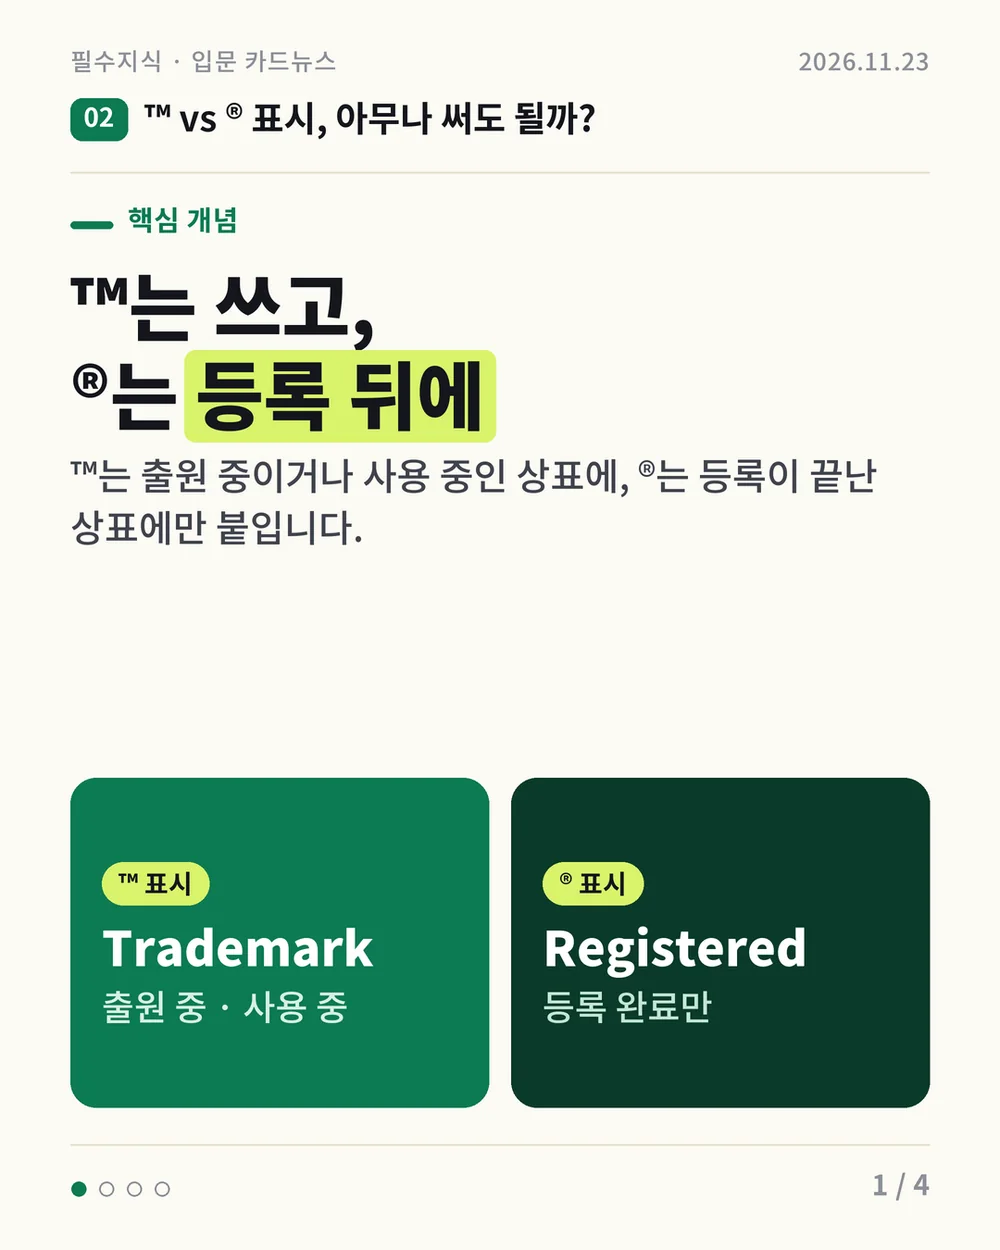 필수지식 · 입문 카드뉴스
2026.11.23
02 ™ vs ® 표시, 아무나 써도 될까?
핵심 개념
™는 쓰고,
®는 등록 뒤에
™는 출원 중이거나 사용 중인 상표에, ®는 등록이 끝난
상표에만 붙입니다.
™ 표시
Trademark
출원 중 · 사용 중
® 표시
Registered
등록 완료만
1 / 4